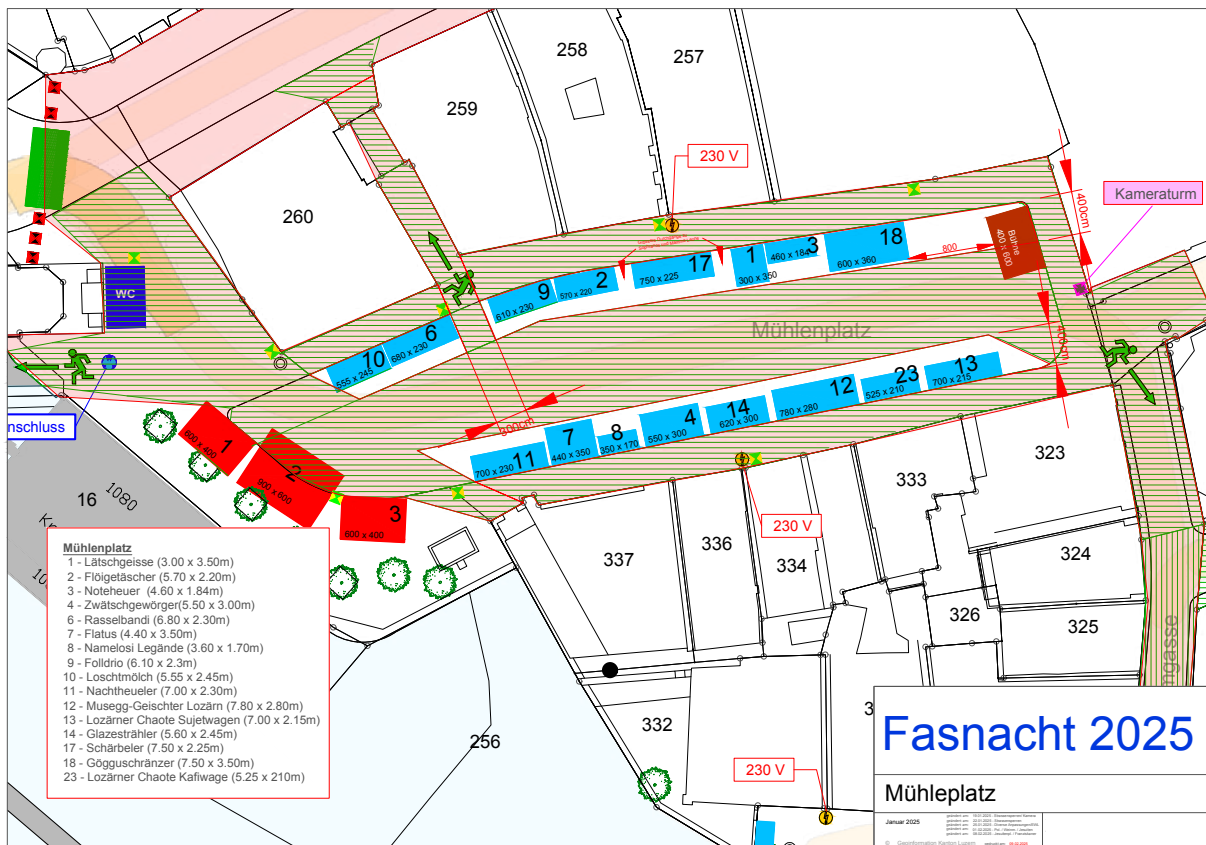 258
257
259
230 V
Kameraturm
400cm
260
18
3
460 x 184
1
600 x 360
800
Bühne
400 x 600
17
750 x 225
300 x 350
2
570 x 220
9
610 x 230
WC
Mühlenplatz
6
680 x 230
10
555 x 245
400cm
13
700 x 215
23
525 x 210
12
780 x 280
14
620 x 300
4
550 x 300
300cm
8
350 x 170
7
440 x 350
11
700 x 230
nschluss
1
600 x 400
2
900 x 600
3
800 x 400
16
1080
323
333
230 V
337
336
334
324
326
325
332
256
230 V
mgasse
Mühlenplatz
1 - Lätschgeisse (3.00 x 3.50m)
2 - Flöigetäscher (5.70 x 2.20m)
3 - Noteheuer (4.60 x 1.84m)
4 - Zwätschgewörger(5.50 x 3.00m)
6 - Rasselbandi (6.80 x 2.30m)
7 - Flatus (4.40 x 3.50m)
8 - Namelosi Legände (3.60 x 1.70m)
9 - Folldrio (6.10 x 2.3m)
10 - Loschtmölch (5.55 x 2.45m)
11 - Nachtheueler (7.00 x 2.30m)
12 - Musegg-Geischter Lozärn (7.80 x 2.80m)
13 - Lozärner Chaote Sujetwagen (7.00 x 2.15m)
14 - Glazesträhler (5.60 x 2.45m)
17 - Schärbeler (7.50 x 2.25m)
18 - Gögguschränzer (7.50 x 3.50m)
23 - Lozärner Chaote Kafiwage (5.25 x 210m)
Fasnacht 2025
Mühleplatz
Januar 2025
© Geoinformation Kanton Luzern